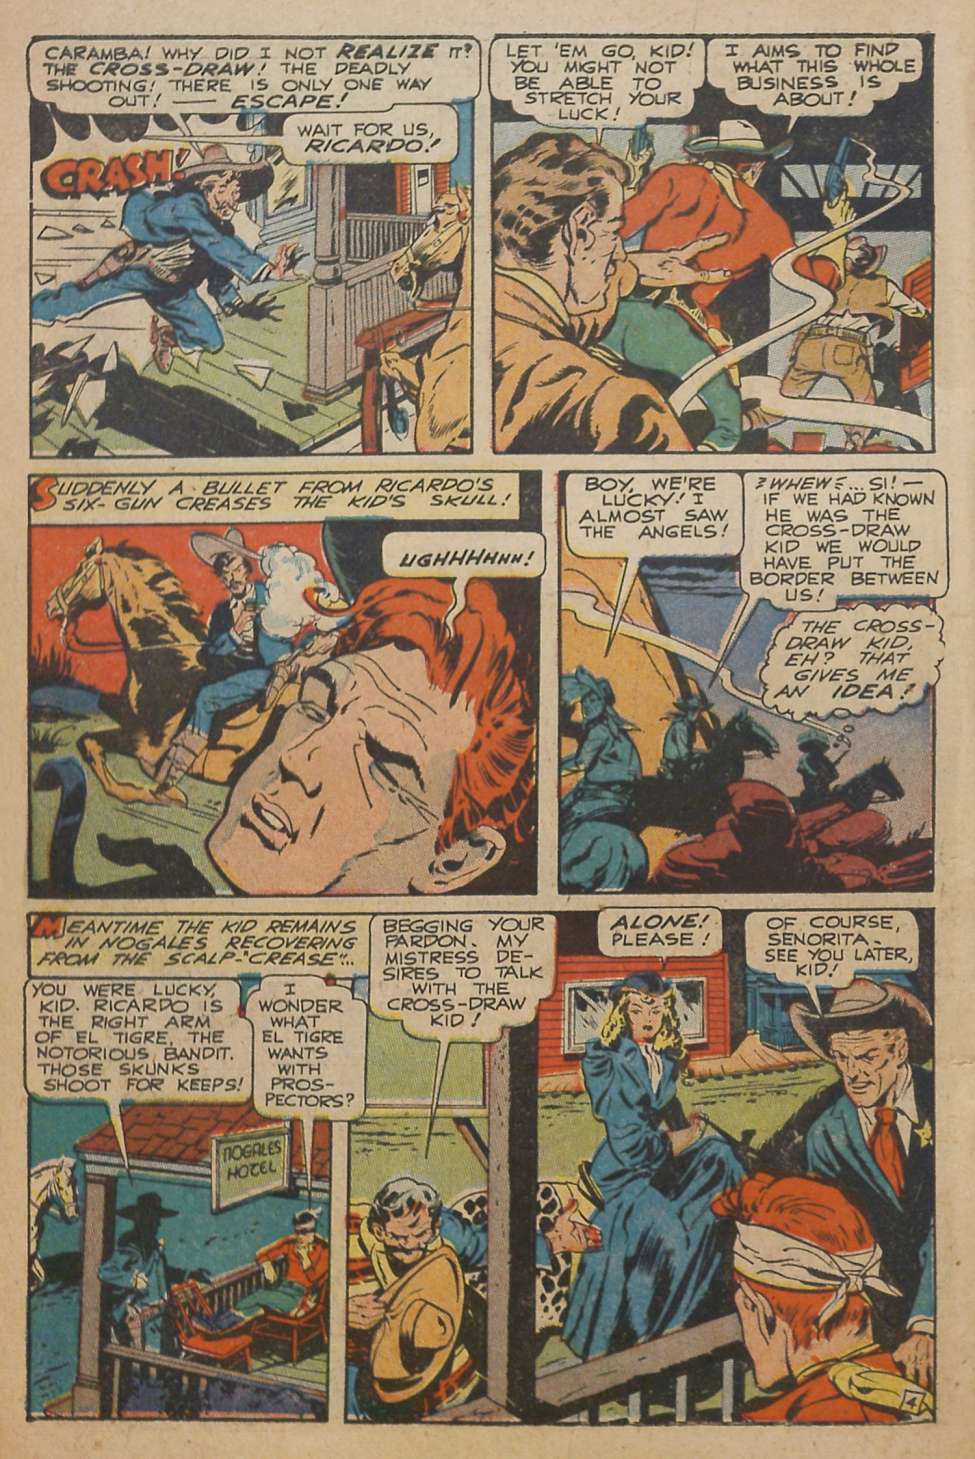 CARAMBA! WHY DID I NOT REALIZE IT?
THE CROSS-DRAW! THE DEADLY
SHOOTING! THERE IS ONLY ONE WAY
OUT! — ESCAPE!
WAIT FOR US,
RICARDO!
CRASH!
LET 'EM GO, KID!
YOU MIGHT NOT
BE ABLE TO
STRETCH YOUR
LUCK!
I AIMS TO FIND
WHAT THIS WHOLE
BUSINESS IS
ABOUT!
SUDDENLY A BULLET FROM RICARDO'S
SIX-GUN CREASES THE KID'S SKULL!
UGHHHHHNN!
BOY, WE'RE
LUCKY! I
ALMOST SAW
THE ANGELS!
?WHEW?... SI! —
IF WE HAD KNOWN
HE WAS THE
CROSS-DRAW
KID WE WOULD
HAVE PUT THE
BORDER BETWEEN
US!
THE CROSS-
DRAW KID,
EH? THAT
GIVES ME
AN IDEA!
MEANTIME THE KID REMAINS
IN NOGALES RECOVERING
FROM THE SCALP-"CREASE"...
YOU WERE LUCKY,
KID. RICARDO IS
THE RIGHT ARM
OF EL TIGRE, THE
NOTORIOUS BANDIT.
THOSE SKUNKS
SHOOT FOR KEEPS!
I
WONDER
WHAT
EL TIGRE
WANTS
WITH
PROS-
PECTORS?
NOGALES
HOTEL
BEGGING YOUR
PARDON. MY
MISTRESS DE-
SIRES TO TALK
WITH THE
CROSS-DRAW
KID!
ALONE!
PLEASE!
OF COURSE,
SENORITA.
SEE YOU LATER,
KID!
4